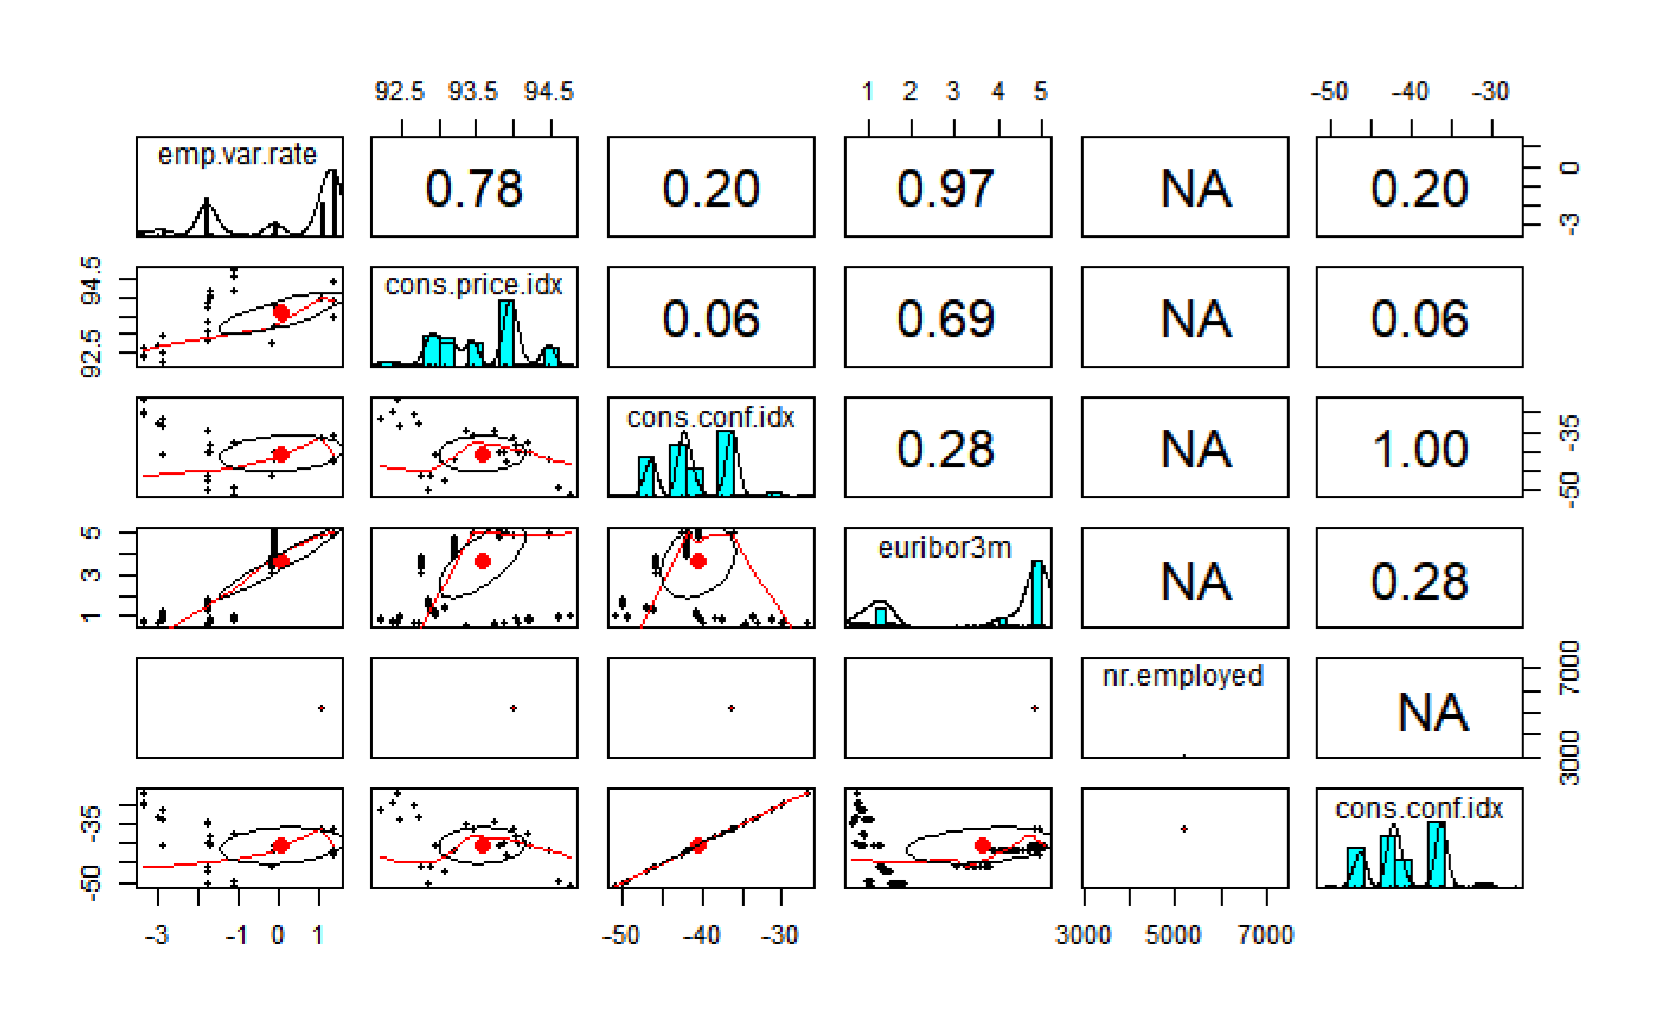 92.5 93.5 94.5 1 2 3 4 5 -50 -40 -30
emp.var.rate 0.78 0.20 0.97 NA 0.20
0
-3
94.5
92.5
cons.price.idx 0.06 0.69 NA 0.06
cons.conf.idx 0.28 NA 1.00
-35
-50
5
3
1
euribor3m NA 0.28
nr.employed NA
7000
3000
-35
-50
cons.conf.idx
-3 -1 0 1 -50 -40 -30 3000 5000 7000